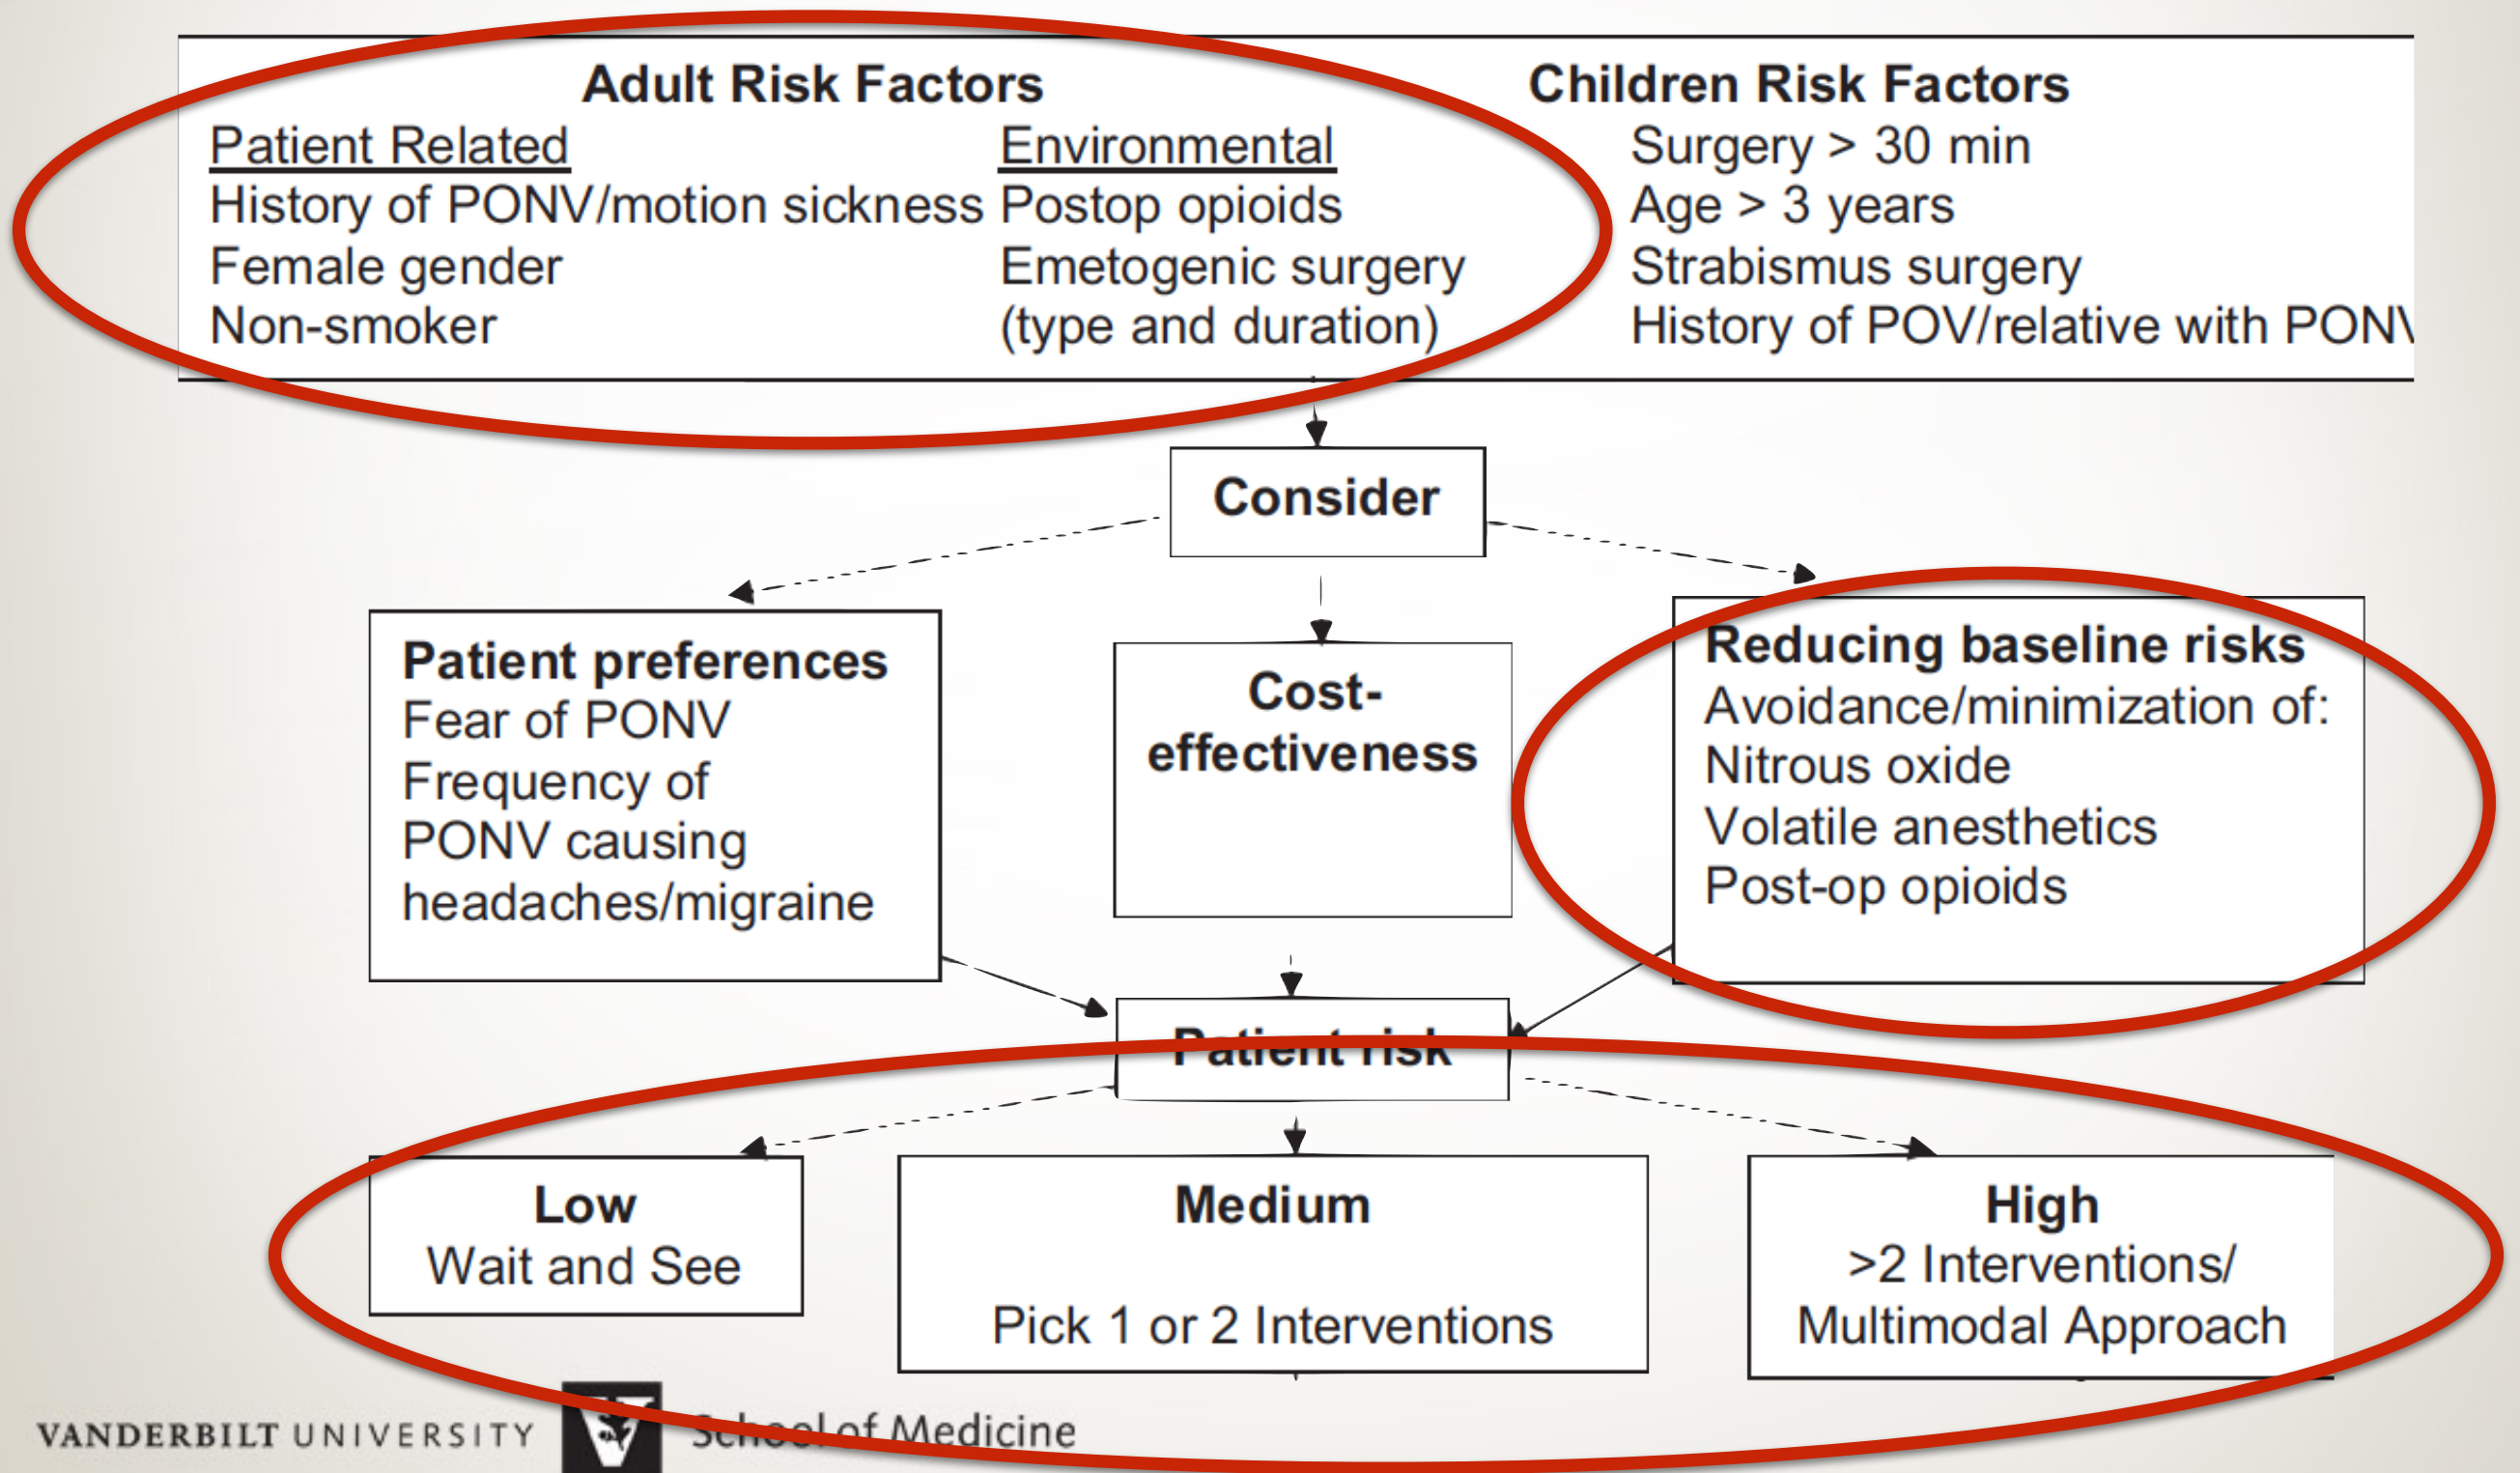 Adult Risk Factors
Patient Related
History of PONV/motion sickness
Female gender
Non-smoker
Environmental
Postop opioids
Emetogenic surgery
(type and duration)
Children Risk Factors
Surgery > 30 min
Age > 3 years
Strabismus surgery
History of POV/relative with PONV
Consider
Patient preferences
Fear of PONV
Frequency of
PONV causing
headaches/migraine
Cost-
effectiveness
Reducing baseline risks
Avoidance/minimization of:
Nitrous oxide
Volatile anesthetics
Post-op opioids
Patient risk
Low
Wait and See
Medium
Pick 1 or 2 Interventions
High
>2 Interventions/
Multimodal Approach
VANDERBILT UNIVERSITY
V
School of Medicine